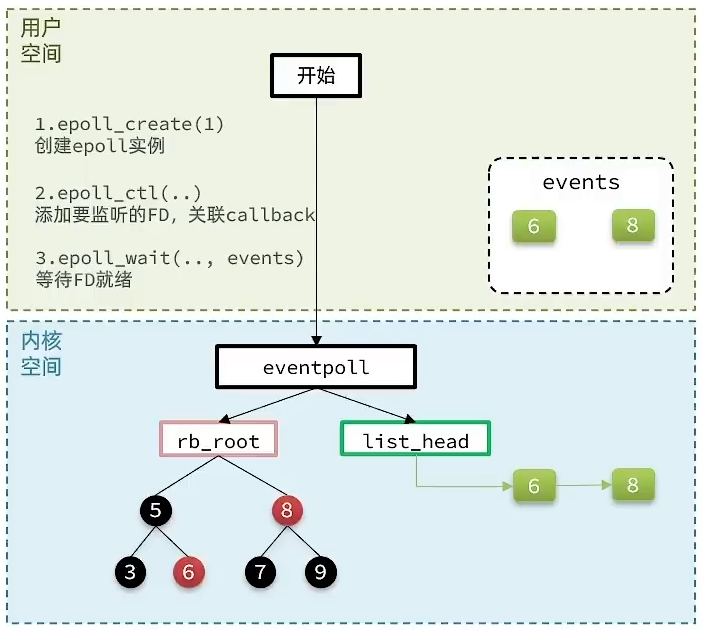 用户
空间
开始
1.epoll_create(1)
创建epoll实例
2.epoll_ctl(..)
添加要监听的FD，关联callback
3.epoll_wait(.., events)
等待FD就绪
events
6
8
内核
空间
eventpoll
rb_root
list_head
6
8
5
8
3
6
7
9